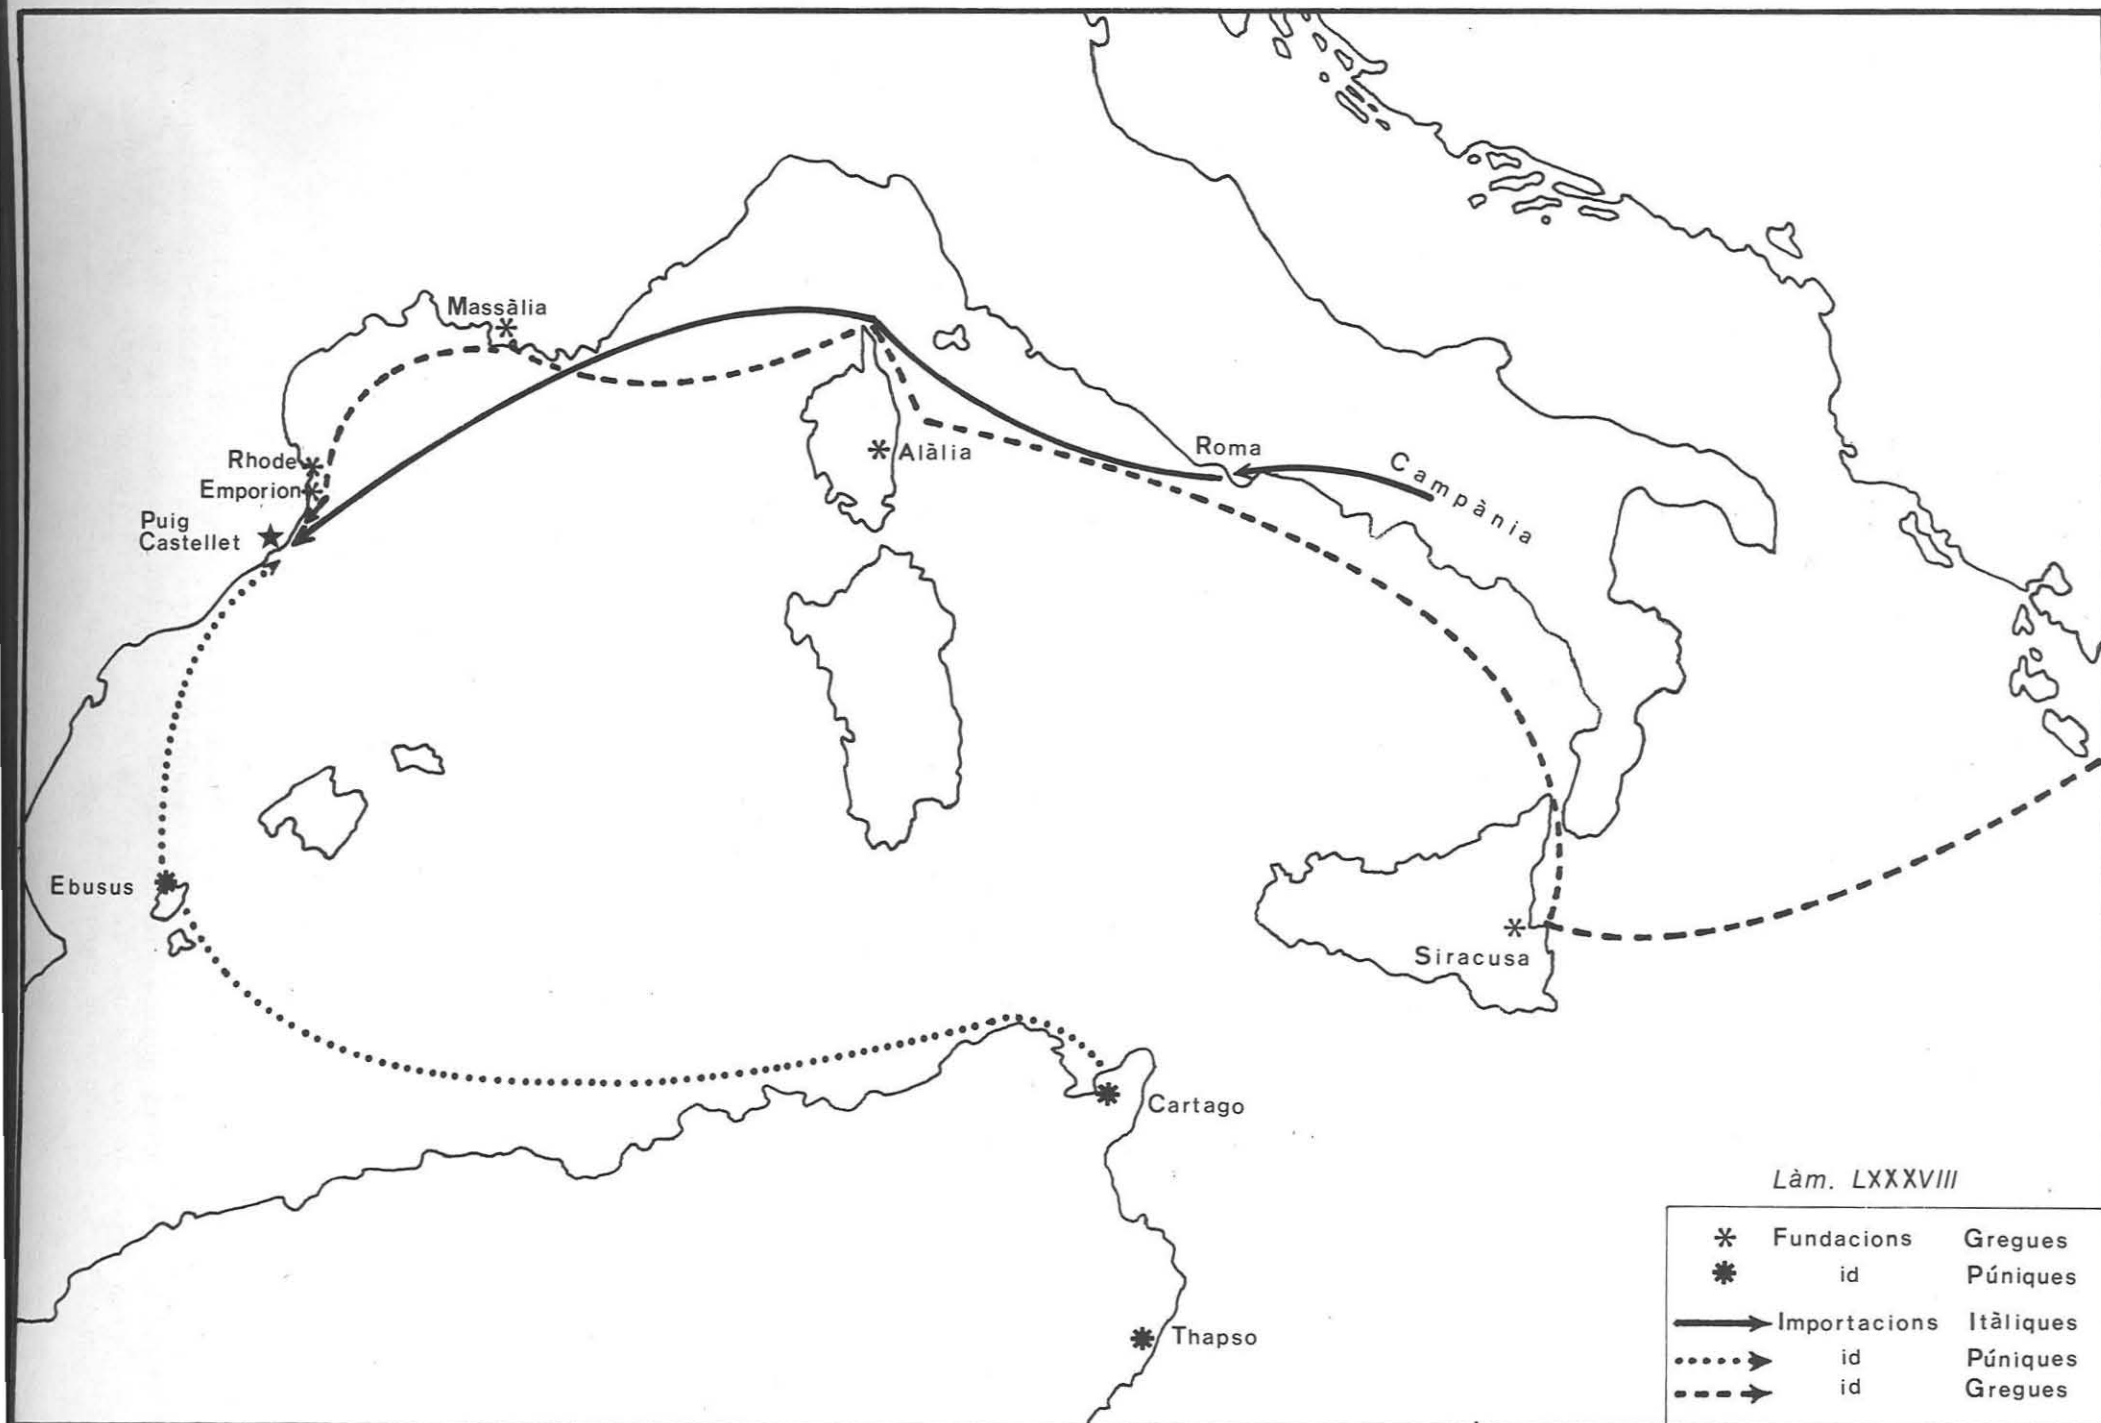 Massàlia
Rhode
Emporion
Puig
Castellet
Alàlia
Roma
Campània
Ebusus
Siracusa
Cartago
Thapso
Làm. LXXXVIII
Fundacions Gregues
id Púniques
Importacions Itàliques
id Púniques
id Gregues